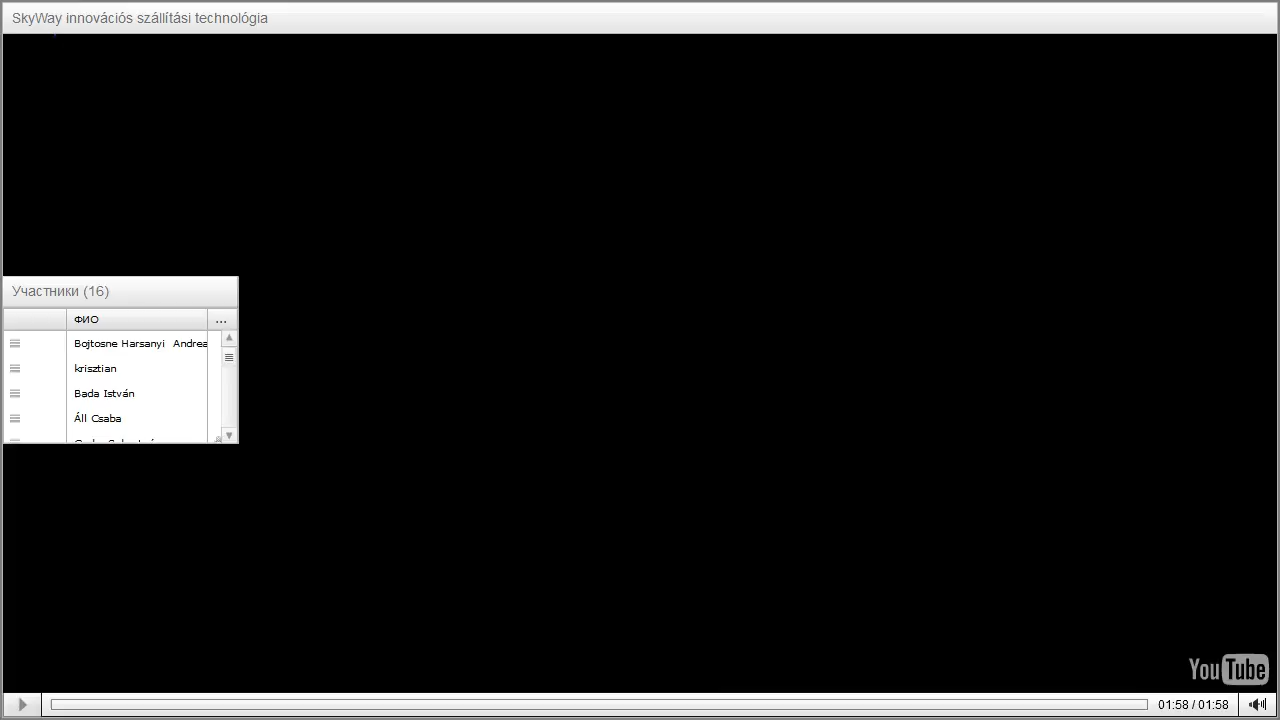 SkyWay innovációs szállítási technológia
Участники (16)
ФИО ...
Bojtosne Harsanyi Andrea
krisztian
Bada István
Áll Csaba
YouTube
01:58 / 01:58